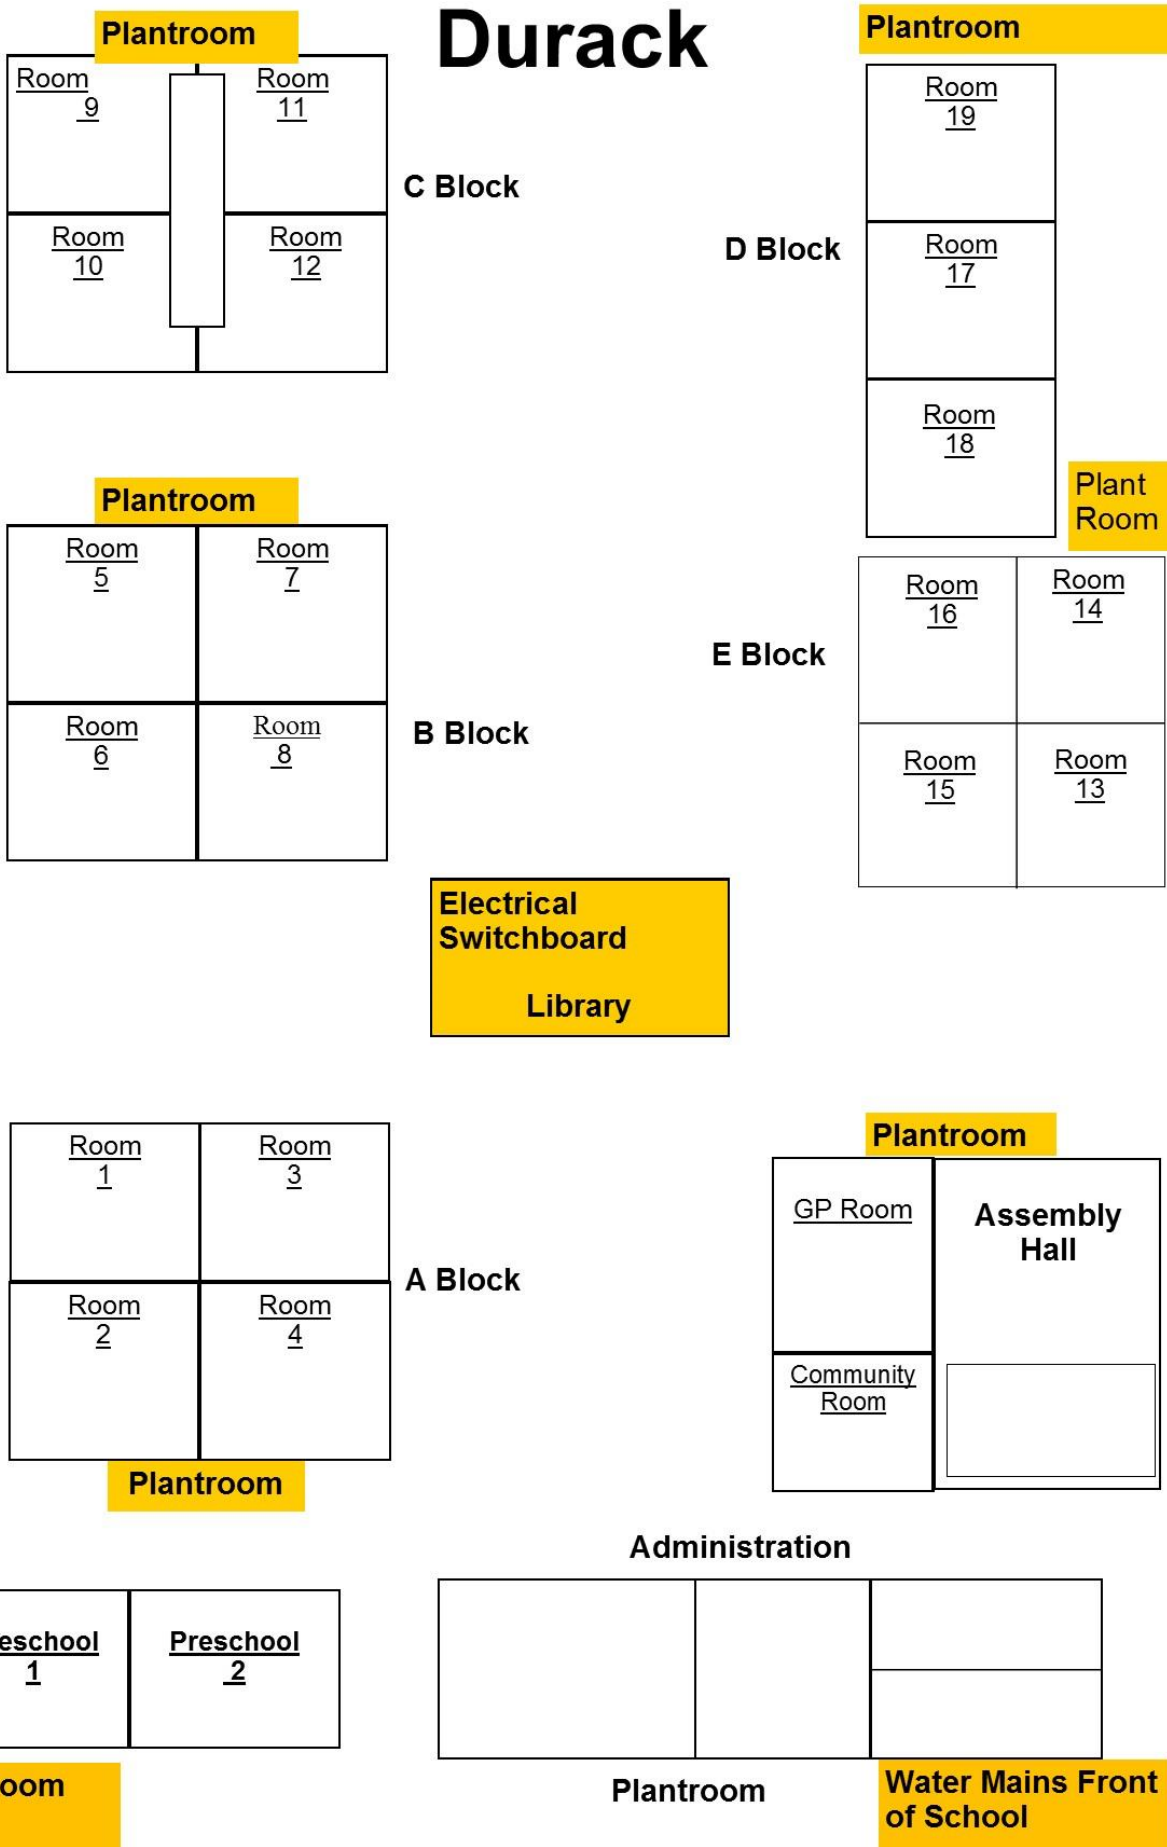 Durack
Plantroom
Room
9
Room
11
Room
10
Room
12
C Block
Plantroom
Room
19
D Block
Room
17
Room
18
Plant
Room
Plantroom
Room
5
Room
7
Room
6
Room
8
B Block
E Block
Room
16
Room
14
Room
15
Room
13
Electrical
Switchboard
Library
Room
1
Room
3
Room
2
Room
4
A Block
Plantroom
Plantroom
GP Room
Assembly
Hall
Community
Room
Administration
eschool
1
Preschool
2
oom
Plantroom
Water Mains Front
of School